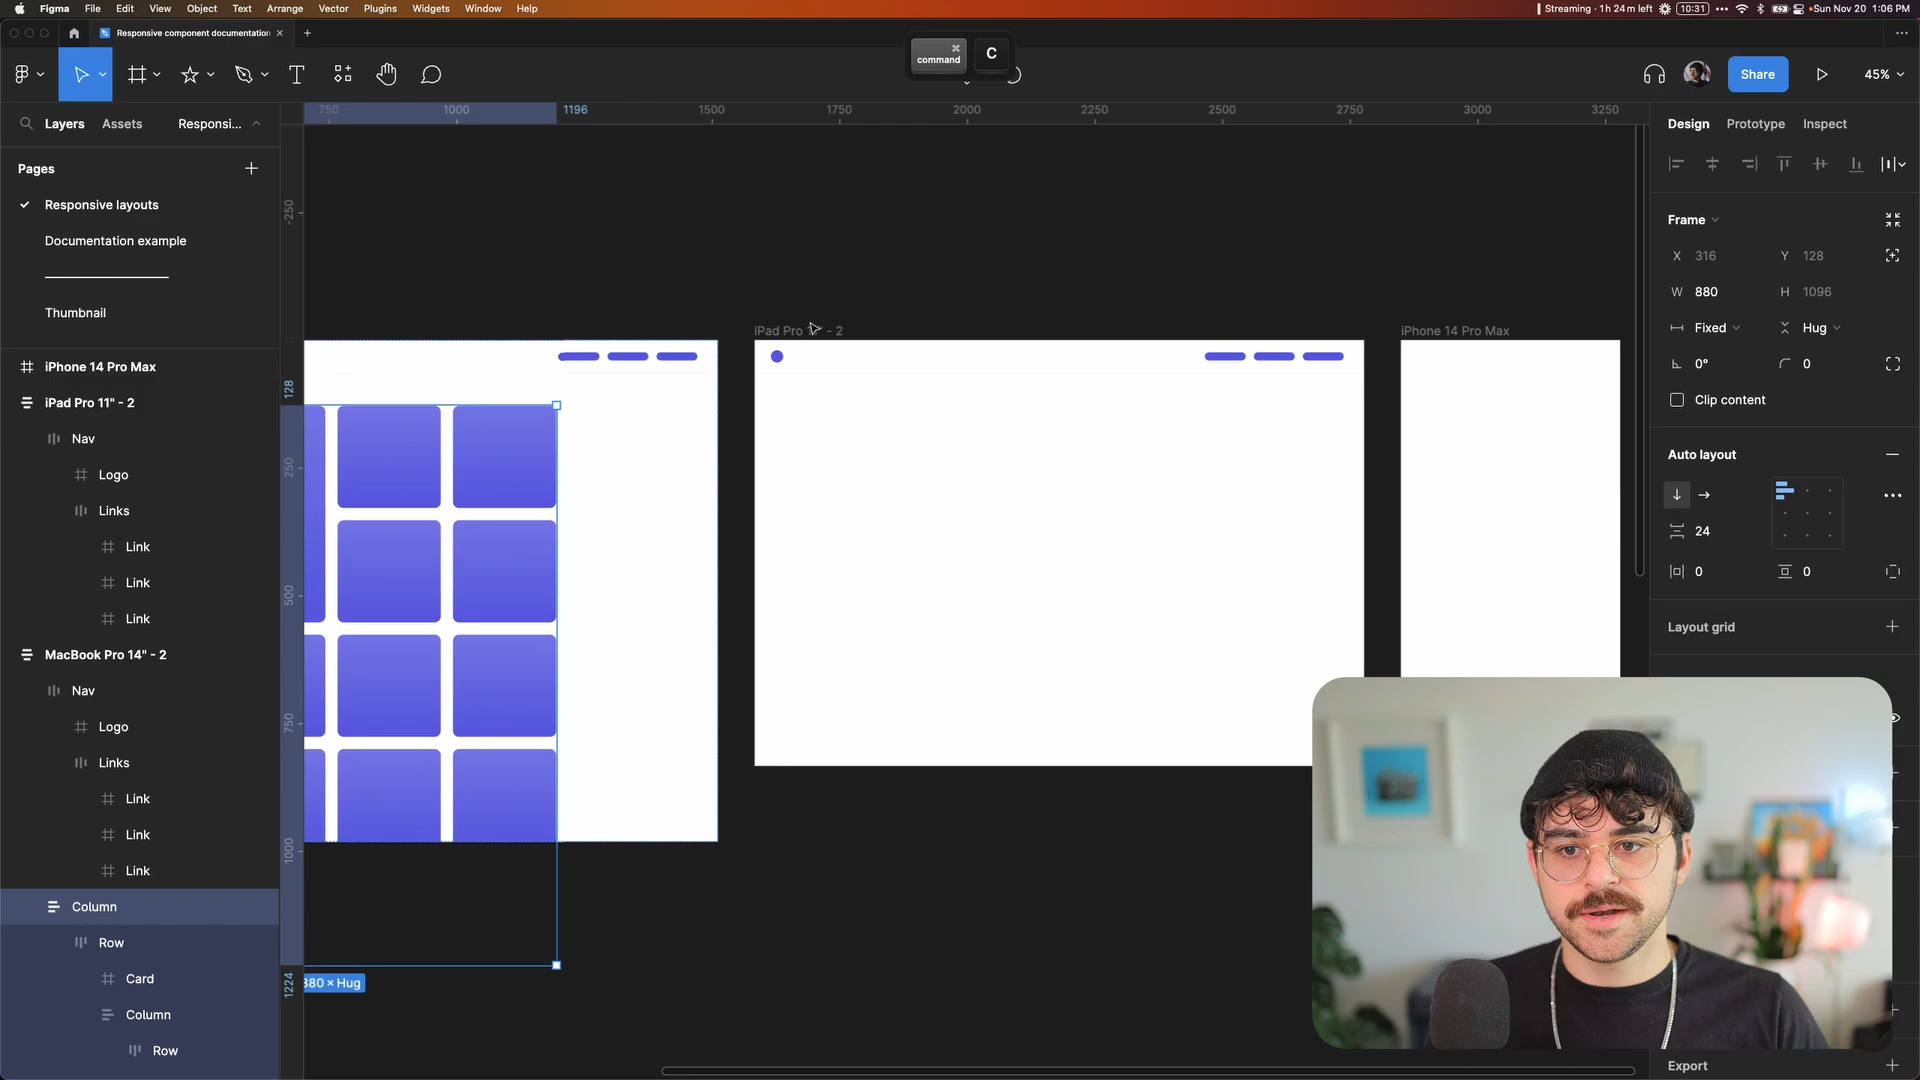 Figma File Edit View Object Text Arrange Vector Plugins Widgets Window Help
Streaming · 1h 24m left 10:31 Sun Nov 20 1:06 PM
Responsive component documentation
command C
Share 45%
Layers Assets Responsi...
750 1000 1196 1500 1750 2000 2250 2500 2750 3000 3250
Design Prototype Inspect
Pages
Responsive layouts
Documentation example
Thumbnail
iPhone 14 Pro Max
iPad Pro 11" - 2
Nav
Logo
Links
Link
Link
Link
MacBook Pro 14" - 2
Nav
Logo
Links
Link
Link
Link
Column
Row
Card
Column
Row
-250
0
128
250
500
750
1000
1224
- 2
iPad Pro
iPhone 14 Pro Max
880 × Hug
Frame
X 316 Y 128
W 880 H 1096
Fixed Hug
0° 0
Clip content
Auto layout
24
0 0
Layout grid
Export